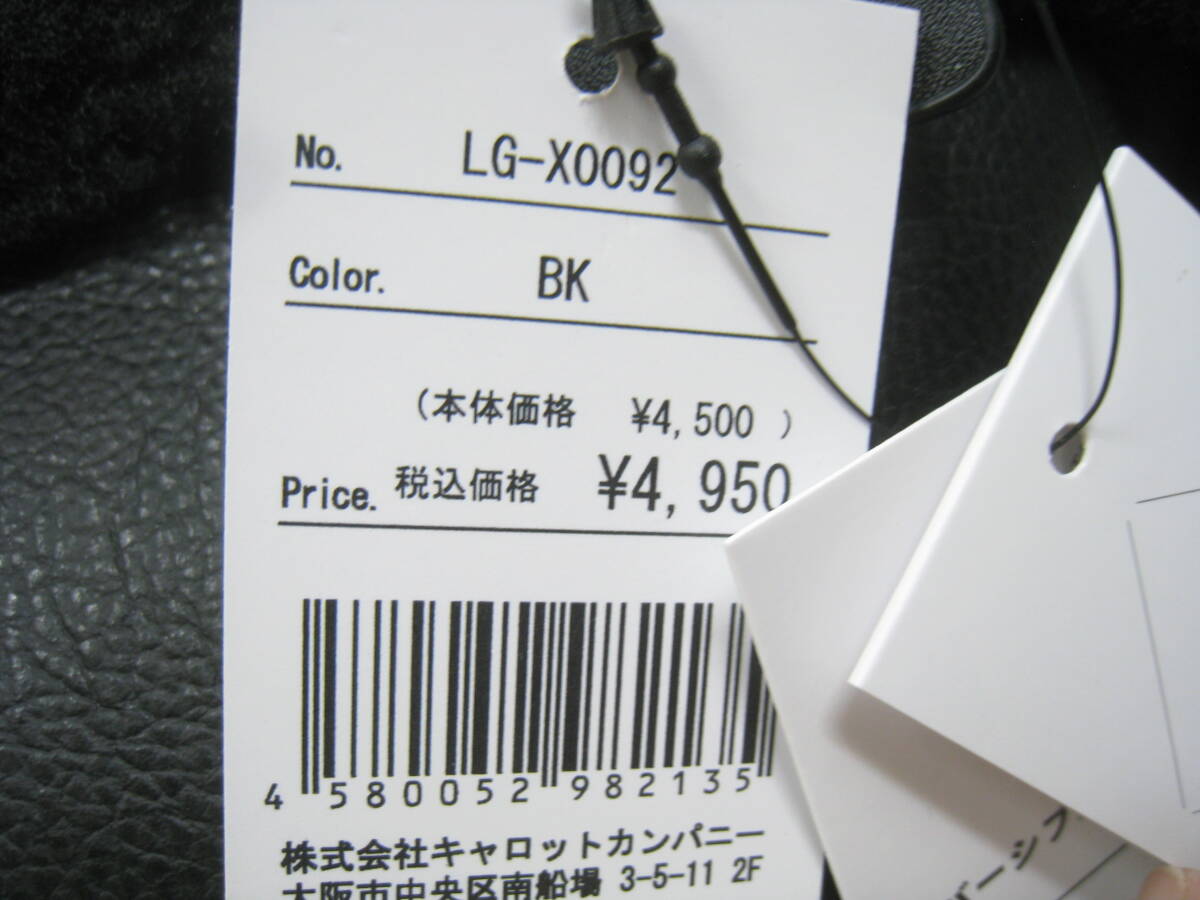 No. LG-X0092
Color. BK
(本体価格 ¥4,500 )
Price. 税込価格 ¥4,950
4 580052 982135
株式会社キャロットカンパニー
大阪市中央区南船場 3-5-11 2F